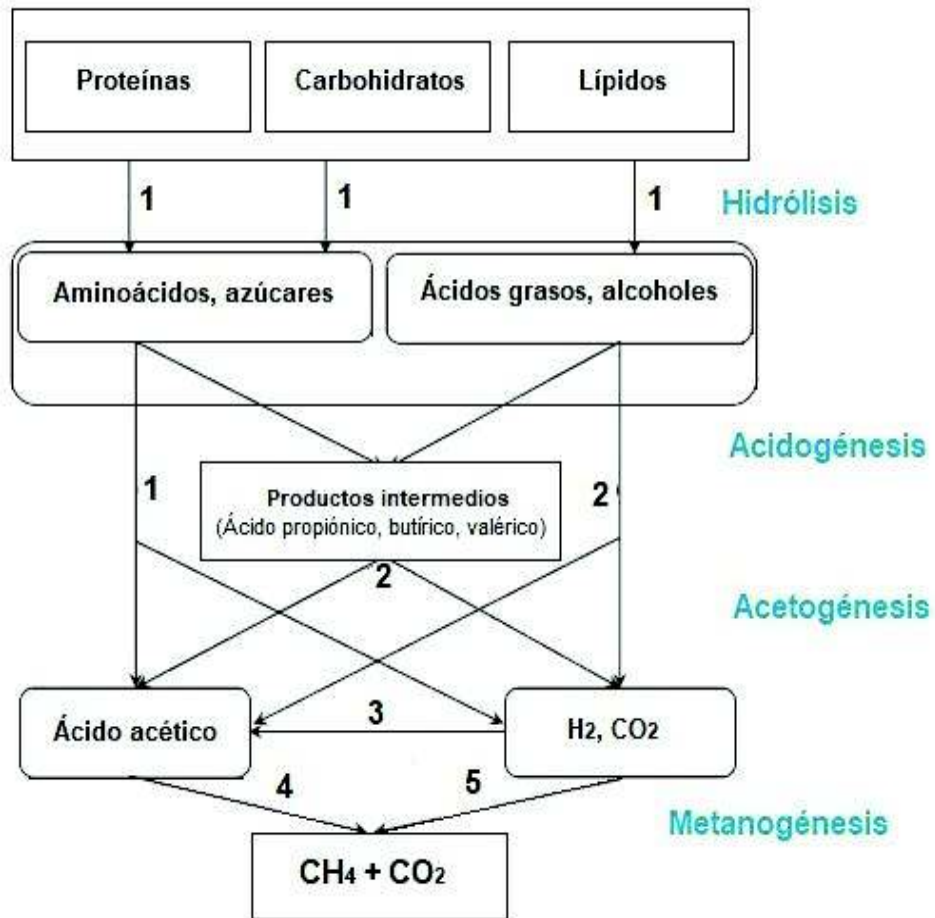 Proteínas
Carbohidratos
Lípidos
1
1
1
Hidrólisis
Aminoácidos, azúcares
Ácidos grasos, alcoholes
Acidogénesis
1
Productos intermedios
(Ácido propiónico, butírico, valérico)
2
2
Acetogénesis
Ácido acético
3
H2, CO2
4
5
Metanogénesis
CH4 + CO2